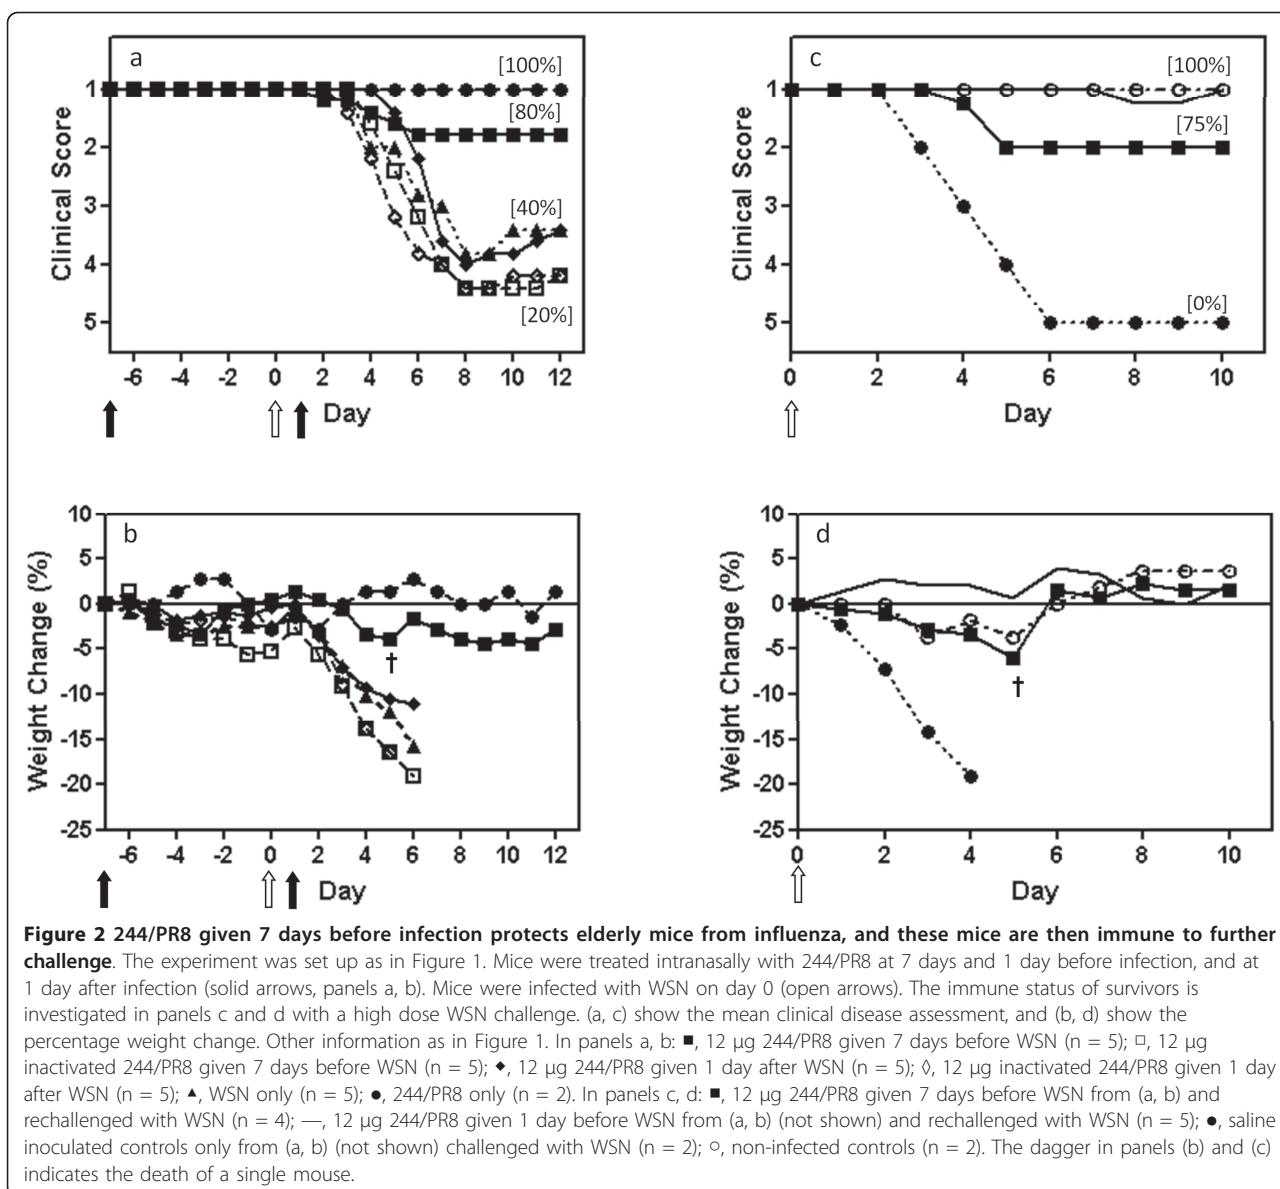 a
[100%]
[80%]
[40%]
[20%]
Clinical Score
1
2
3
4
5
-6 -4 -2 0 2 4 6 8 10 12
Day
c
[100%]
[75%]
[0%]
Clinical Score
1
2
3
4
5
0 2 4 6 8 10
Day
b
Weight Change (%)
10
5
0
-5
-10
-15
-20
-25
†
-6 -4 -2 0 2 4 6 8 10 12
Day
d
Weight Change (%)
10
5
0
-5
-10
-15
-20
-25
†
0 2 4 6 8 10
Day
Figure 2 244/PR8 given 7 days before infection protects elderly mice from influenza, and these mice are then immune to further
challenge. The experiment was set up as in Figure 1. Mice were treated intranasally with 244/PR8 at 7 days and 1 day before infection, and at
1 day after infection (solid arrows, panels a, b). Mice were infected with WSN on day 0 (open arrows). The immune status of survivors is
investigated in panels c and d with a high dose WSN challenge. (a, c) show the mean clinical disease assessment, and (b, d) show the
percentage weight change. Other information as in Figure 1. In panels a, b: ■, 12 μg 244/PR8 given 7 days before WSN (n = 5); □, 12 μg
inactivated 244/PR8 given 7 days before WSN (n = 5); ♦, 12 μg 244/PR8 given 1 day after WSN (n = 5); ◊, 12 μg inactivated 244/PR8 given 1 day
after WSN (n = 5); ▲, WSN only (n = 5); ●, 244/PR8 only (n = 2). In panels c, d: ■, 12 μg 244/PR8 given 7 days before WSN from (a, b) and
rechallenged with WSN (n = 4); —, 12 μg 244/PR8 given 1 day before WSN from (a, b) (not shown) and rechallenged with WSN (n = 5); ●, saline
inoculated controls only from (a, b) (not shown) challenged with WSN (n = 2); ○, non-infected controls (n = 2). The dagger in panels (b) and (c)
indicates the death of a single mouse.